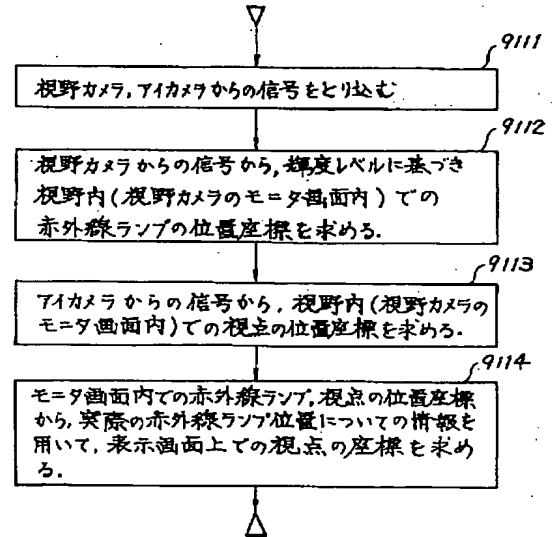 9111
視野カメラ,アイカメラからの信号をとり込む
9112
視野カメラからの信号から,輝度レベルに基づき
視野内(視野カメラのモニタ画面内)での
赤外線ランプの位置座標を求める.
9113
アイカメラからの信号から,視野内(視野カメラの
モニタ画面内)での視点の位置座標を求める.
9114
モニタ画面内での赤外線ランプ,視点の位置座標
から,実際の赤外線ランプ位置についての情報を
用いて,表示画面上での視点の座標を求め
る.